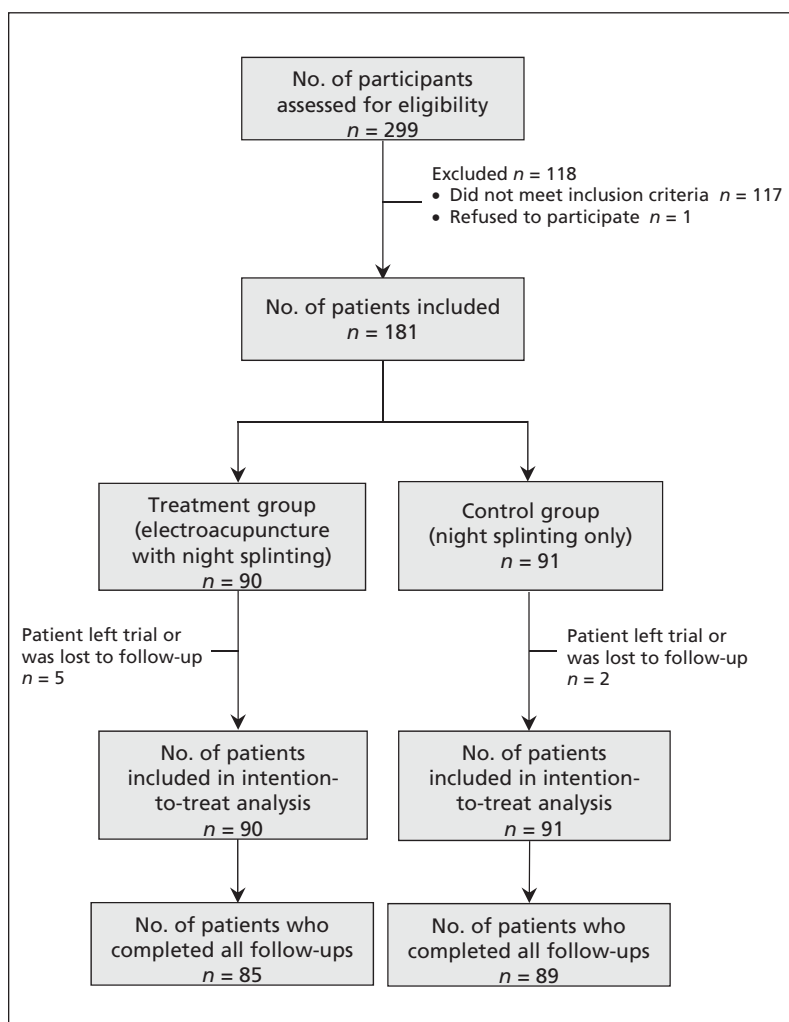 No. of participants
assessed for eligibility
n = 299
Excluded n = 118
• Did not meet inclusion criteria n = 117
• Refused to participate n = 1
No. of patients included
n = 181
Treatment group
(electroacupuncture
with night splinting)
n = 90
Control group
(night splinting only)
n = 91
Patient left trial or
was lost to follow-up
n = 5
Patient left trial or
was lost to follow-up
n = 2
No. of patients
included in intention-
to-treat analysis
n = 90
No. of patients
included in intention-
to-treat analysis
n = 91
No. of patients who
completed all follow-ups
n = 85
No. of patients who
completed all follow-ups
n = 89